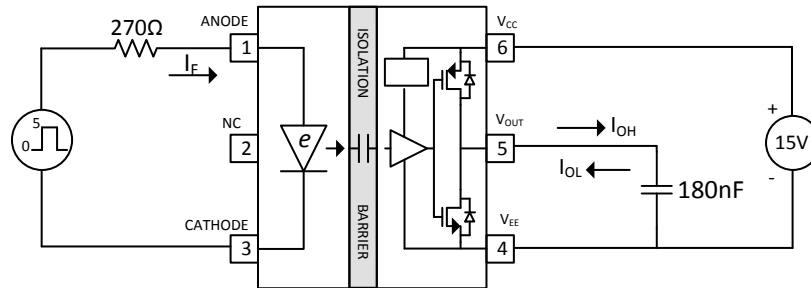 270Ω
ANODE
1
I_F
5
0
NC
2
CATHODE
3
e
ISOLATION
BARRIER
V_CC
6
V_OUT
5
I_OH
I_OL
V_EE
4
180nF
+
15V
-